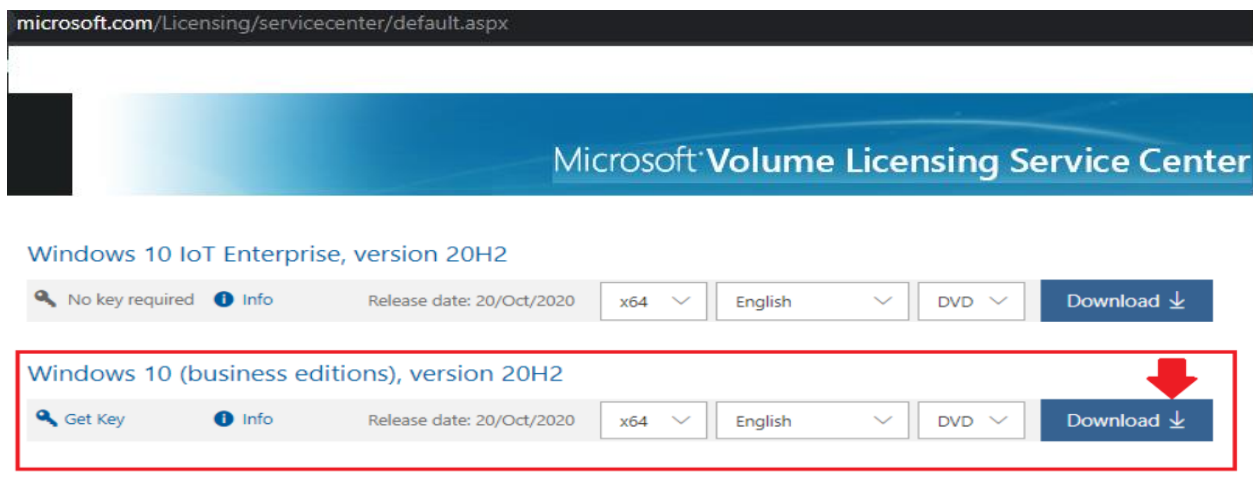 microsoft.com/Licensing/servicecenter/default.aspx
Microsoft Volume Licensing Service Center
Windows 10 IoT Enterprise, version 20H2
No key required Info Release date: 20/Oct/2020 x64 English DVD Download
Windows 10 (business editions), version 20H2
Get Key Info Release date: 20/Oct/2020 x64 English DVD Download